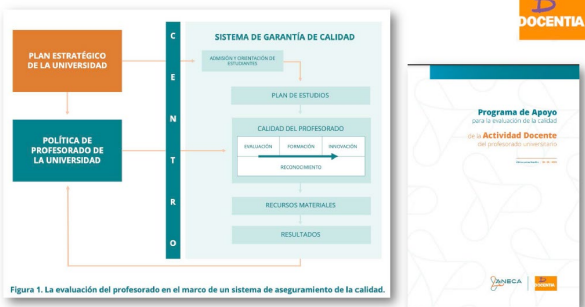 PLAN ESTRATÉGICO
DE LA UNIVERSIDAD
POLÍTICA DE
PROFESORADO DE
LA UNIVERSIDAD
C
E
N
T
R
O
SISTEMA DE GARANTÍA DE CALIDAD
ADMISIÓN Y ORIENTACIÓN DE
ESTUDIANTES
PLAN DE ESTUDIOS
CALIDAD DEL PROFESORADO
EVALUACIÓN FORMACIÓN INNOVACIÓN
RECONOCIMIENTO
RECURSOS MATERIALES
RESULTADOS
Figura 1. La evaluación del profesorado en el marco de un sistema de aseguramiento de la calidad.
DOCENTIA
Programa de Apoyo
para la evaluación de la calidad
de la Actividad Docente
del profesorado universitario
ANECA
DOCENTIA